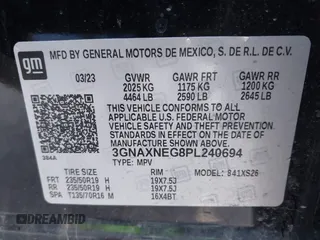 gm
MFD BY GENERAL MOTORS DE MEXICO, S. DE R.L. DE C.V.
03/23 GVWR GAWR FRT GAWR RR
2025 KG 1175 KG 1200 KG
4464 LB 2590 LB 2645 LB
THIS VEHICLE CONFORMS TO ALL
APPLICABLE U.S. FEDERAL MOTOR
VEHICLE SAFETY, BUMPER, AND THEFT
PREVENTION STANDARDS IN EFFECT ON
THE DATE OF MANUFACTURE SHOWN ABOVE.
3GNAXNEG8PL240694
TYPE: MPV
TIRE SIZE RIM MODEL: 841XS26
FRT 235/50R19 H 19X7.5J
RR 235/50R19 H 19X7.5J
SPA T135/70R16 M 16X4BT
© DREAMBID